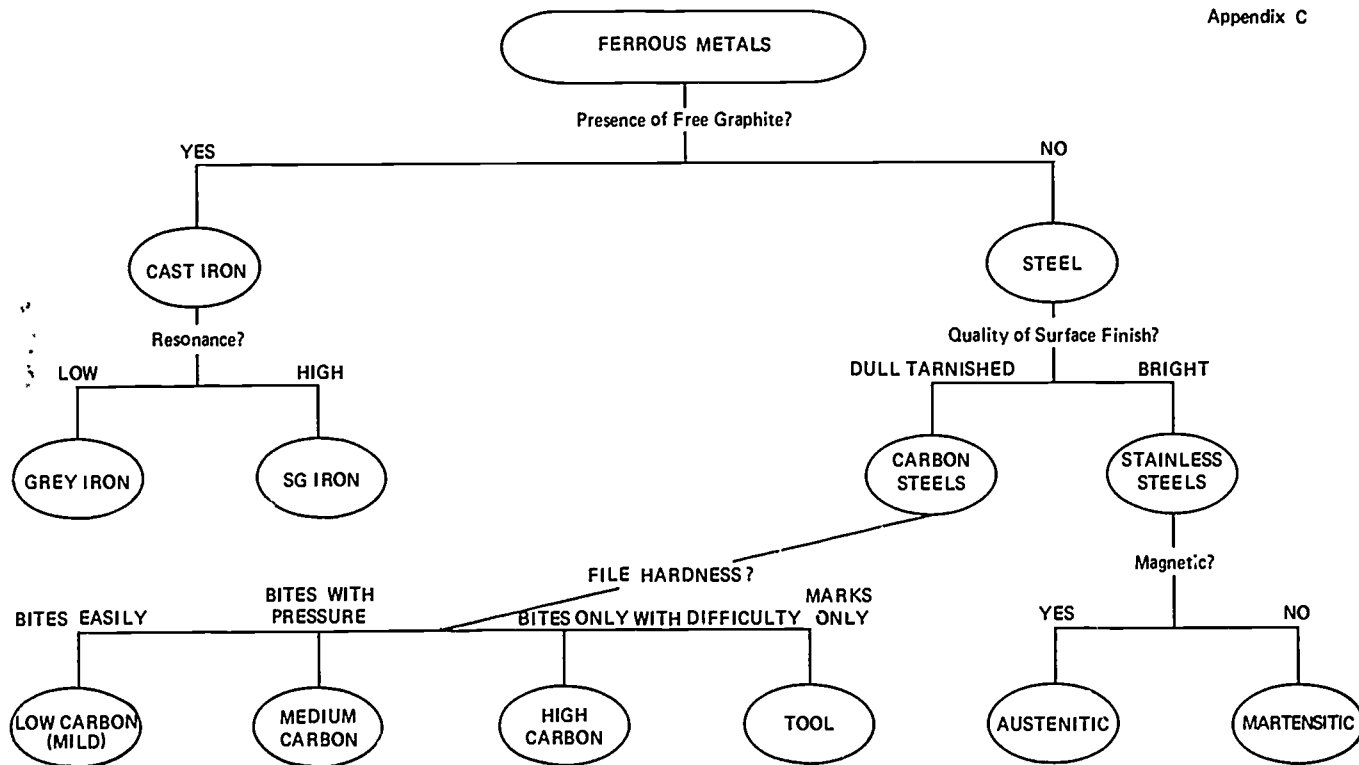 Appendix C
FERROUS METALS
Presence of Free Graphite?
YES
NO
CAST IRON
STEEL
Resonance?
Quality of Surface Finish?
LOW
HIGH
DULL TARNISHED
BRIGHT
GREY IRON
SG IRON
CARBON
STEELS
STAINLESS
STEELS
FILE HARDNESS?
Magnetic?
BITES EASILY
BITES WITH
PRESSURE
BITES ONLY WITH DIFFICULTY
MARKS
ONLY
YES
NO
LOW CARBON
(MILD)
MEDIUM
CARBON
HIGH
CARBON
TOOL
AUSTENITIC
MARTENSITIC